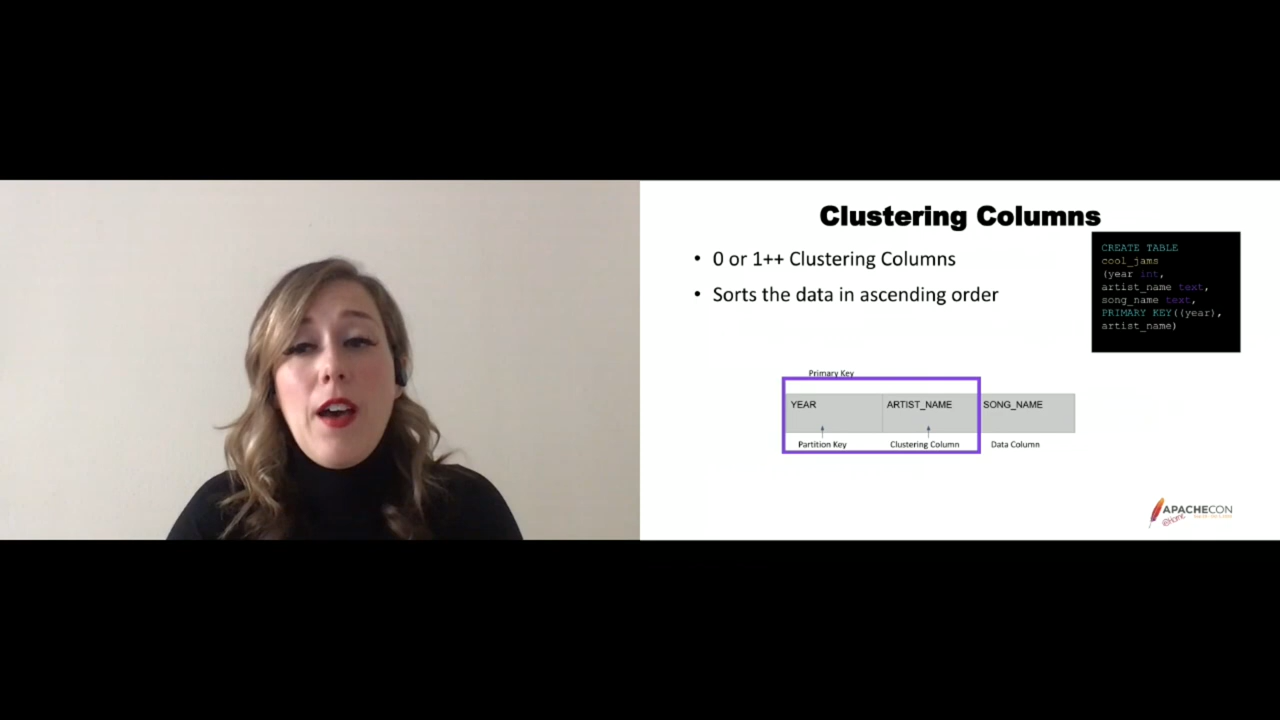 Clustering Columns
• 0 or 1++ Clustering Columns
• Sorts the data in ascending order
CREATE TABLE
cool_jams
(year int,
artist_name text,
song_name text,
PRIMARY KEY((year),
artist_name)
Primary Key
YEAR ARTIST_NAME SONG_NAME
Partition Key Clustering Column Data Column
APACHECON
@Home